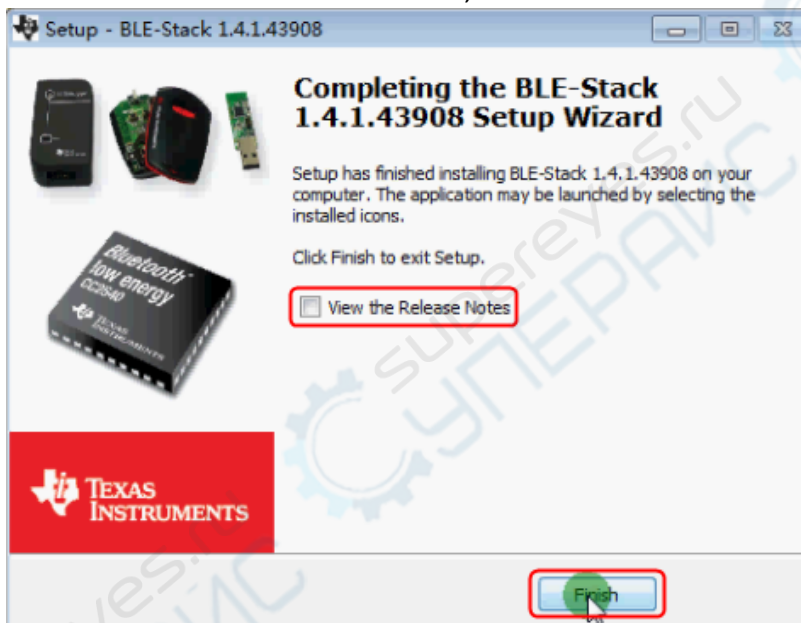 Setup - BLE-Stack 1.4.1.43908
Completing the BLE-Stack
1.4.1.43908 Setup Wizard
Setup has finished installing BLE-Stack 1.4.1.43908 on your
computer. The application may be launched by selecting the
installed icons.
Click Finish to exit Setup.
View the Release Notes
Bluetooth®
low energy
CC2540
TEXAS
INSTRUMENTS
TEXAS
INSTRUMENTS
Finish
supereyes.ru
СУПЕРАЙС